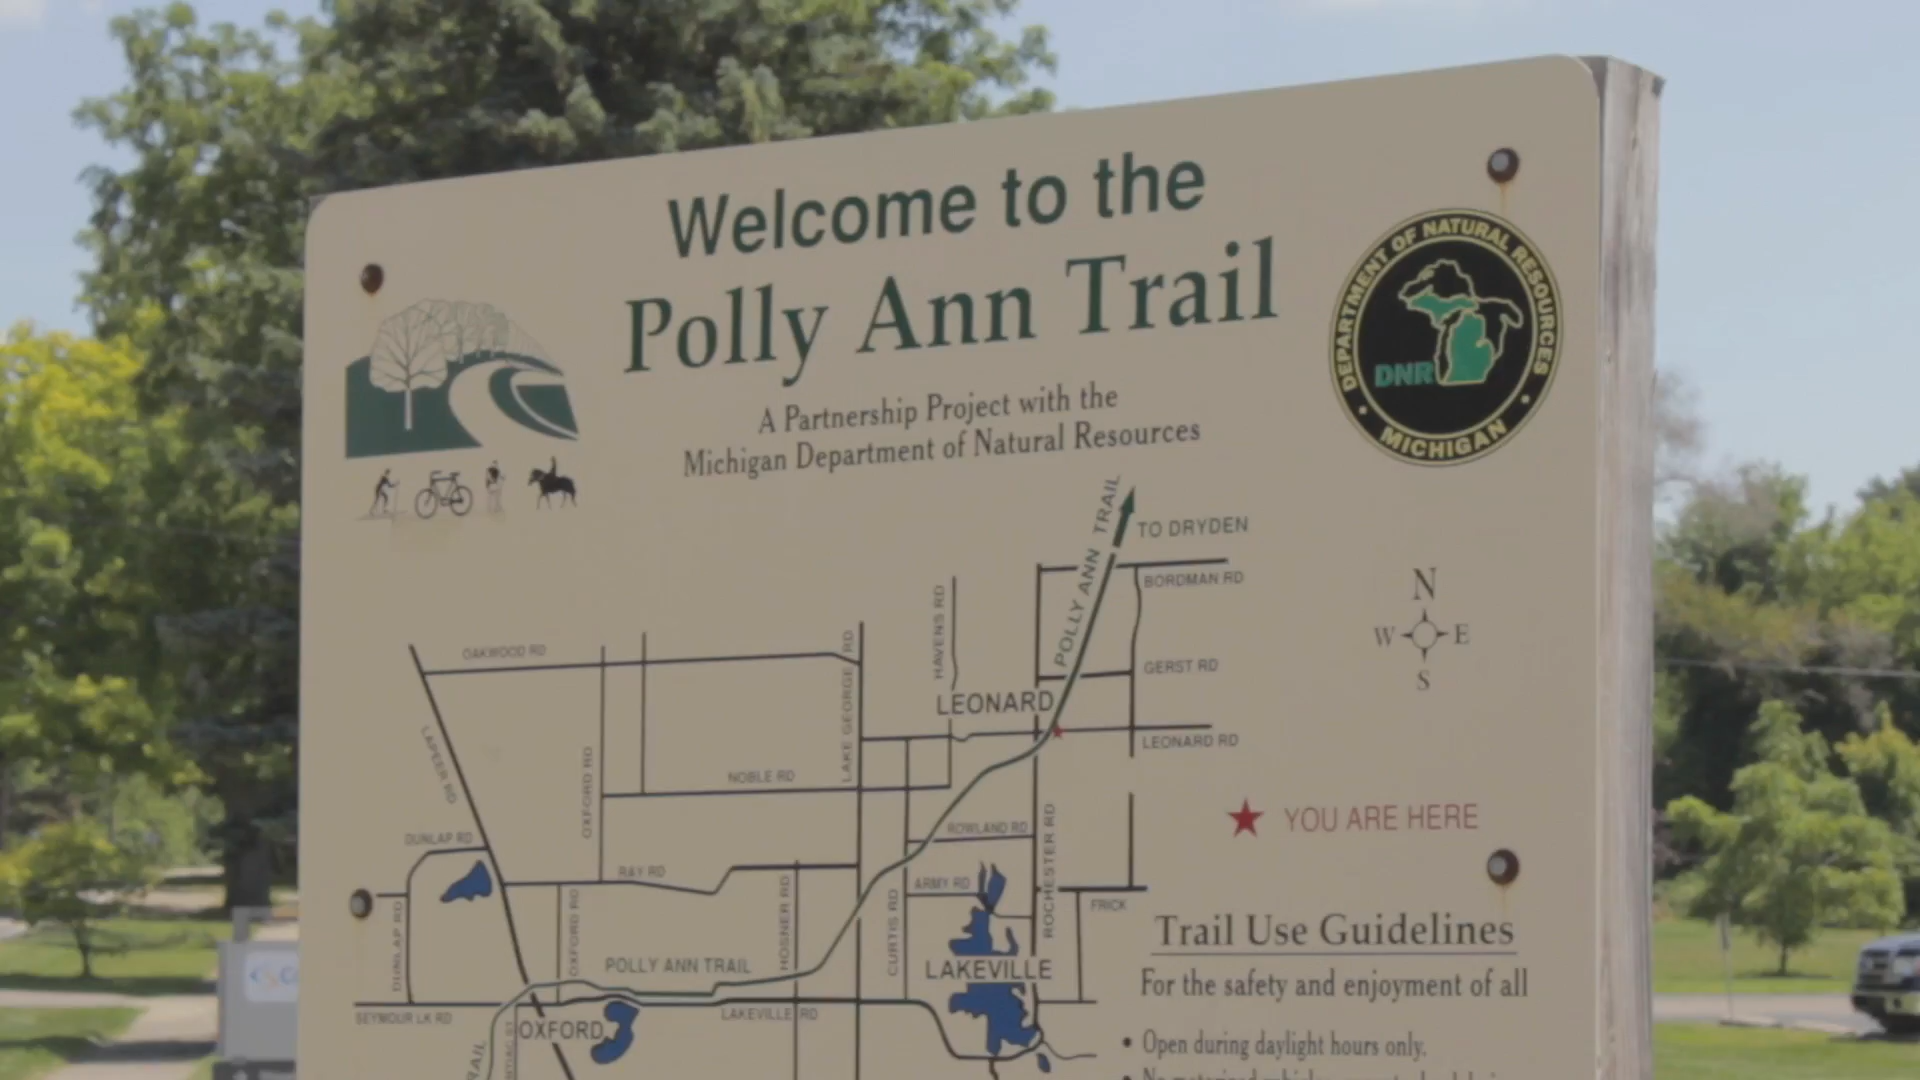 Welcome to the
Polly Ann Trail
A Partnership Project with the
Michigan Department of Natural Resources
DEPARTMENT OF NATURAL RESOURCES
DNR
• MICHIGAN •
POLLY ANN TRAIL
TO DRYDEN
BORDMAN RD
N
W E
S
HAVENS RD
OAKWOOD RD
LAKE GEORGE RD
GERST RD
LEONARD
LEONARD RD
LAPEER RD
OXFORD RD
NOBLE RD
YOU ARE HERE
DUNLAP RD
ROWLAND RD
ROCHESTER RD
RAY RD
ARMY RD
FRICK
DUNLAP RD
OXFORD RD
HOSNER RD
CURTIS RD
POLLY ANN TRAIL
LAKEVILLE
SEYMOUR LK RD
LAKEVILLE RD
OXFORD
Trail Use Guidelines
For the safety and enjoyment of all
• Open during daylight hours only.